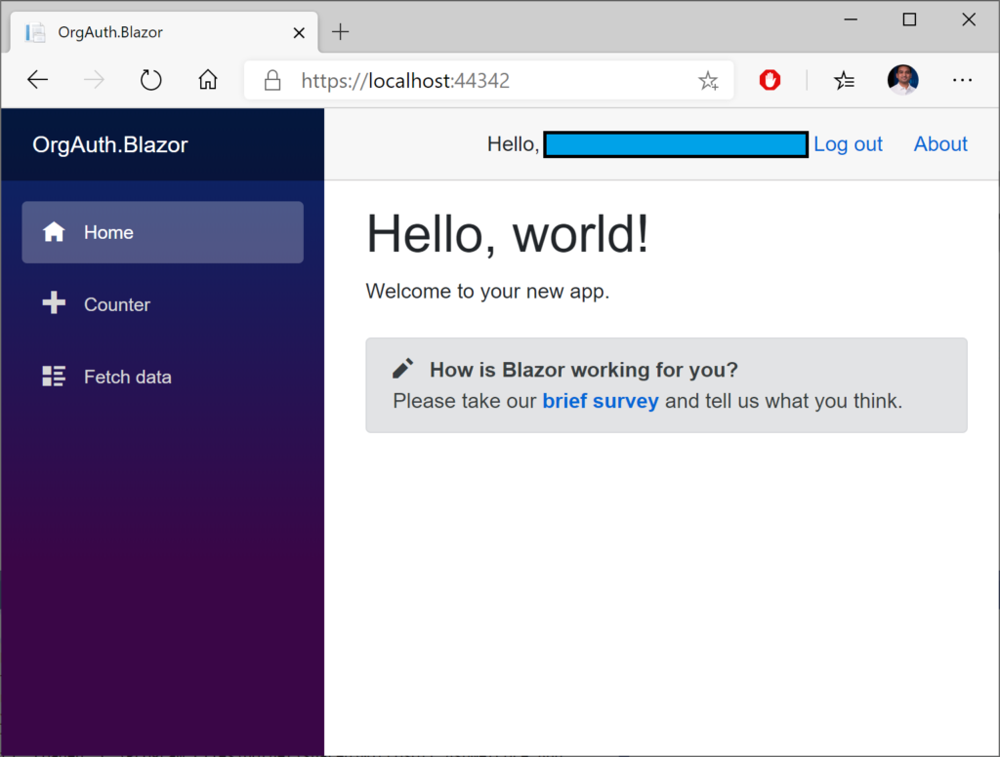 OrgAuth.Blazor
https://localhost:44342
OrgAuth.Blazor
Hello, Log out About
Home
Counter
Fetch data
Hello, world!
Welcome to your new app.
How is Blazor working for you?
Please take our brief survey and tell us what you think.